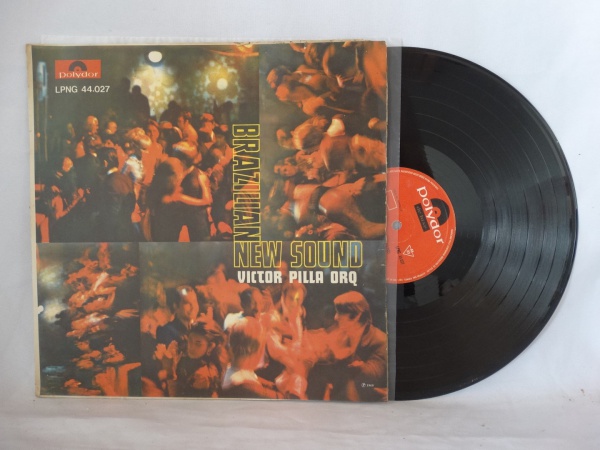 Polydor
LPNG 44.027
BRAZILIAN
NEW SOUND
VICTOR PILLA ORQ
Polydor